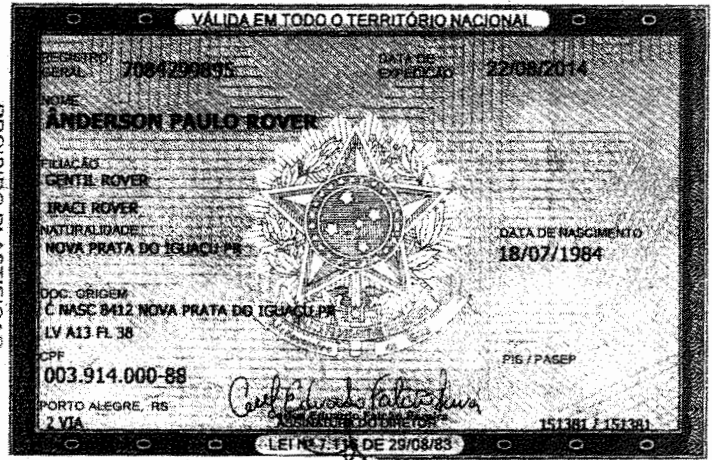 VÁLIDA EM TODO O TERRITÓRIO NACIONAL
REGISTRO GERAL 7084299895 DATA DE EXPEDIÇÃO 22/08/2014
NOME
ÂNDERSON PAULO ROVER
FILIAÇÃO
GENTIL ROVER
IRACI ROVER
NATURALIDADE
NOVA PRATA DO IGUAÇU PR
DATA DE NASCIMENTO
18/07/1984
DOC. ORIGEM
C NASC 8412 NOVA PRATA DO IGUAÇU PR
LV A13 FL 38
CPF
003.914.000-88
PIS / PASEP
PORTO ALEGRE, RS
2 VIA
ASSINATURA DO DIRETOR
151381 / 151381
LEI Nº 7.116 DE 29/08/83